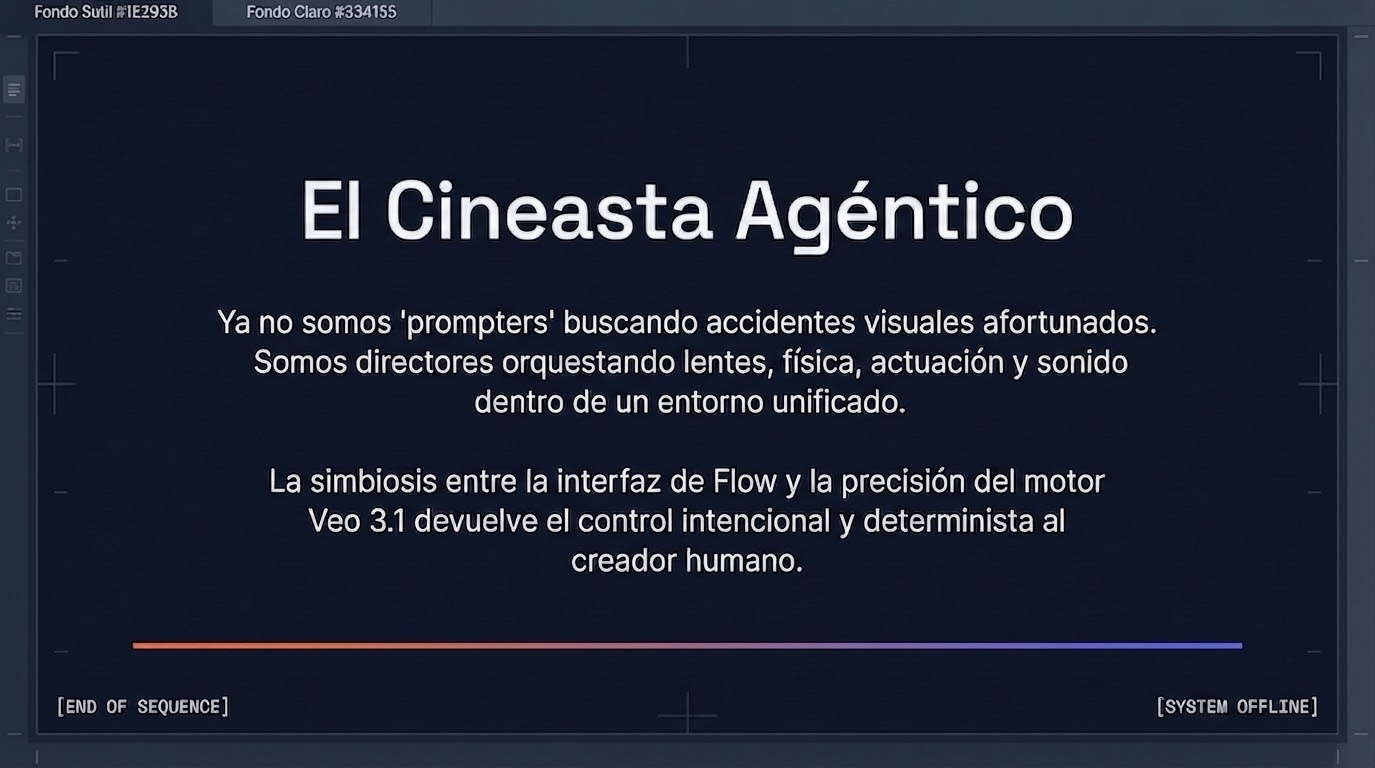 Fondo Sutil #1E293B
Fondo Claro #334155
El Cineasta Agéntico
Ya no somos 'prompters' buscando accidentes visuales afortunados.
Somos directores orquestando lentes, física, actuación y sonido
dentro de un entorno unificado.
La simbiosis entre la interfaz de Flow y la precisión del motor
Veo 3.1 devuelve el control intencional y determinista al
creador humano.
[END OF SEQUENCE]
[SYSTEM OFFLINE]